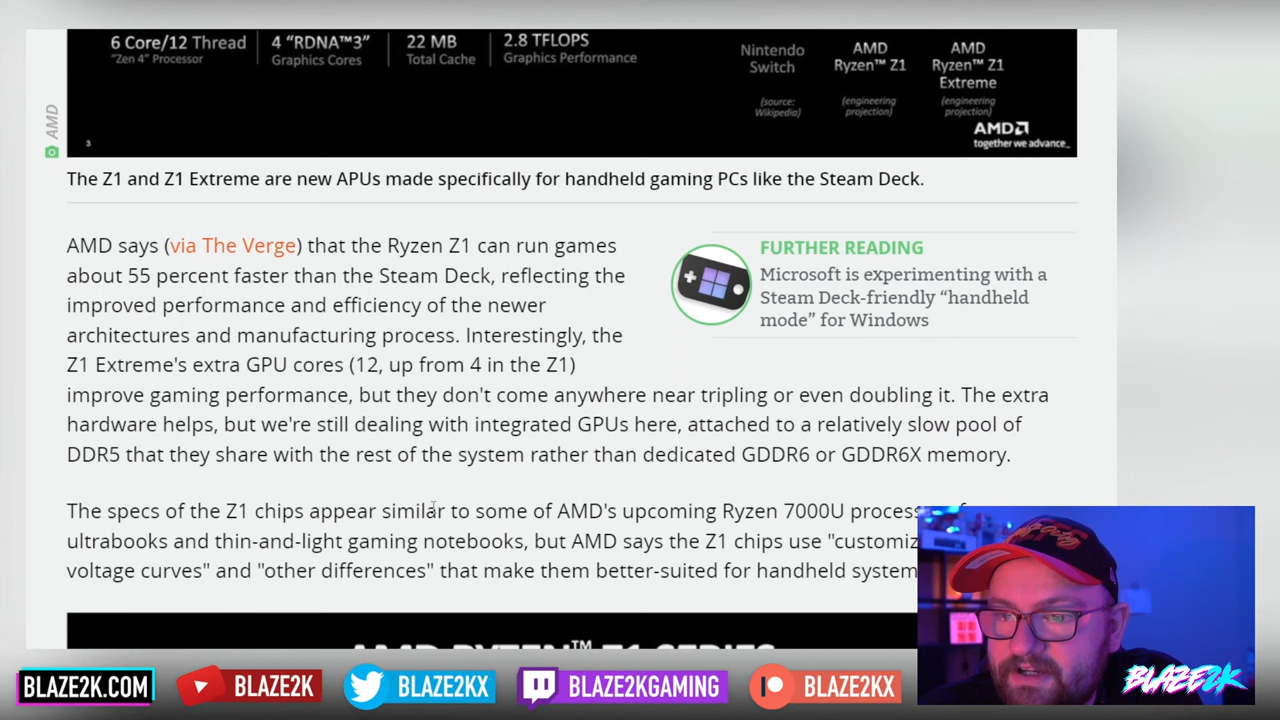 6 Core/12 Thread
"Zen 4" Processor
4 “RDNA™3”
Graphics Cores
22 MB
Total Cache
2.8 TFLOPS
Graphics Performance
Nintendo
Switch
(source:
Wikipedia)
AMD
Ryzen™ Z1
(engineering
projection)
AMD
Ryzen™ Z1
Extreme
(engineering
projection)
AMD
together we advance_
3
AMD
The Z1 and Z1 Extreme are new APUs made specifically for handheld gaming PCs like the Steam Deck.
AMD says (via The Verge) that the Ryzen Z1 can run games
about 55 percent faster than the Steam Deck, reflecting the
improved performance and efficiency of the newer
architectures and manufacturing process. Interestingly, the
Z1 Extreme's extra GPU cores (12, up from 4 in the Z1)
improve gaming performance, but they don't come anywhere near tripling or even doubling it. The extra
hardware helps, but we're still dealing with integrated GPUs here, attached to a relatively slow pool of
DDR5 that they share with the rest of the system rather than dedicated GDDR6 or GDDR6X memory.
FURTHER READING
Microsoft is experimenting with a
Steam Deck-friendly “handheld
mode” for Windows
The specs of the Z1 chips appear similar to some of AMD's upcoming Ryzen 7000U
ultrabooks and thin-and-light gaming notebooks, but AMD says the Z1 chips use
voltage curves" and "other differences" that make them better-suited for handheld
AMD RYZEN™ Z1 SERIES
BLAZE2K.COM
BLAZE2K
BLAZE2KX
BLAZE2KGAMING
BLAZE2KX
BLAZE2K